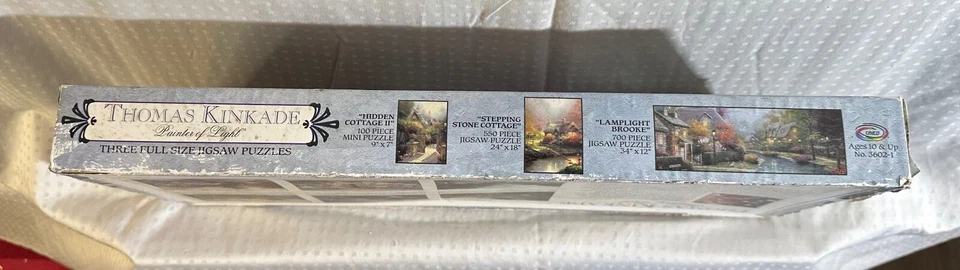 THOMAS KINKADE
Painter of Light
THREE FULL SIZE JIGSAW PUZZLES
"HIDDEN
COTTAGE II"
100 PIECE
MINI PUZZLE
9" X 7"
"STEPPING
STONE COTTAGE"
550 PIECE
JIGSAW PUZZLE
24" X 18"
"LAMPLIGHT
BROOKE"
700 PIECE
JIGSAW PUZZLE
34" X 12"
Ages 10 & Up
No. 3602-1